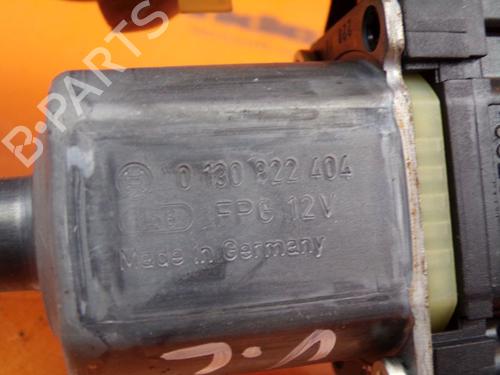 B-PARTS
0 130 822 404
FPG 12V
Made in Germany